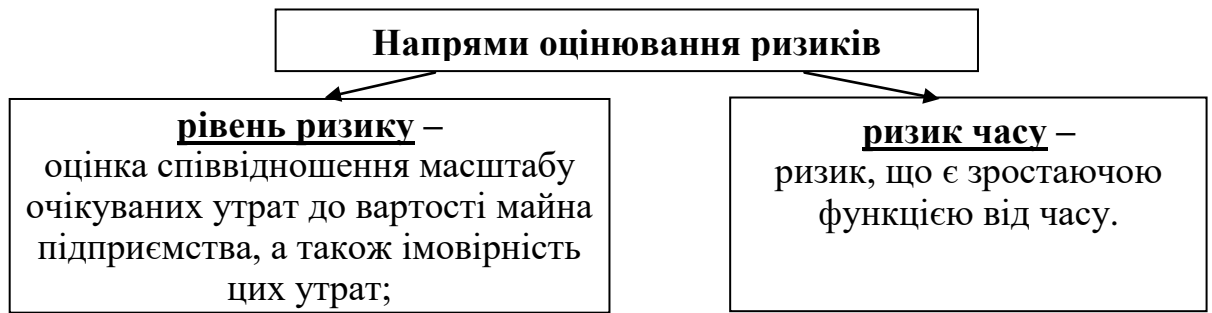 Напрями оцінювання ризиків
рівень ризику –
оцінка співвідношення масштабу
очікуваних утрат до вартості майна
підприємства, а також імовірність
цих утрат;
ризик часу –
ризик, що є зростаючою
функцією від часу.